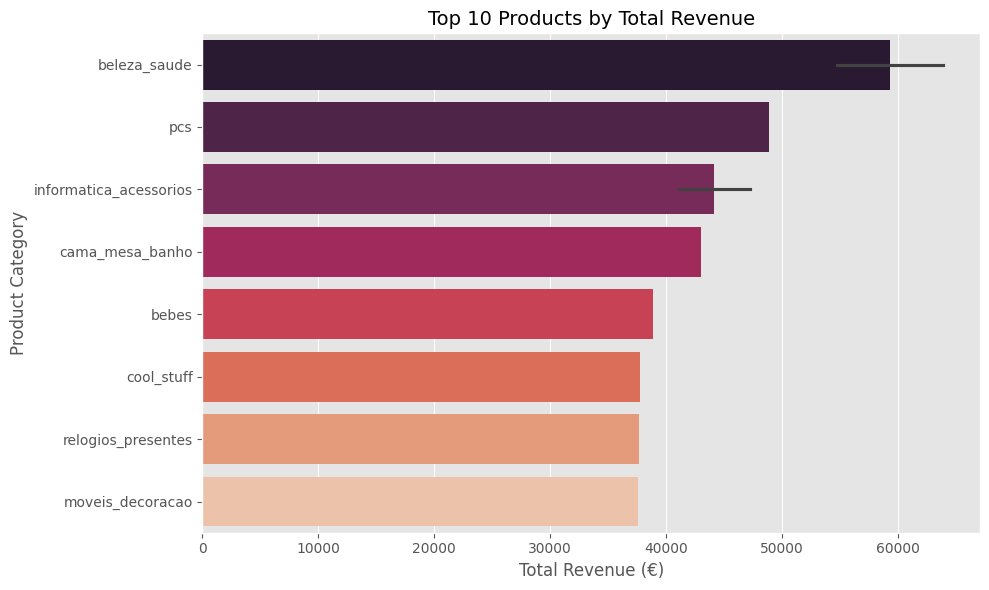 Top 10 Products by Total Revenue
Product Category
beleza_saude
pcs
informatica_acessorios
cama_mesa_banho
bebes
cool_stuff
relogios_presentes
moveis_decoracao
0 10000 20000 30000 40000 50000 60000
Total Revenue (€)